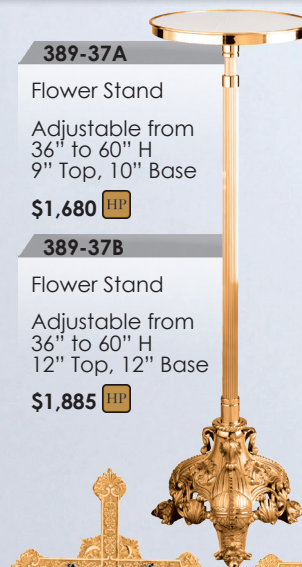 389-37A
Flower Stand
Adjustable from
36” to 60” H
9” Top, 10” Base
$1,680 HP
389-37B
Flower Stand
Adjustable from
36” to 60” H
12” Top, 12” Base
$1,885 HP